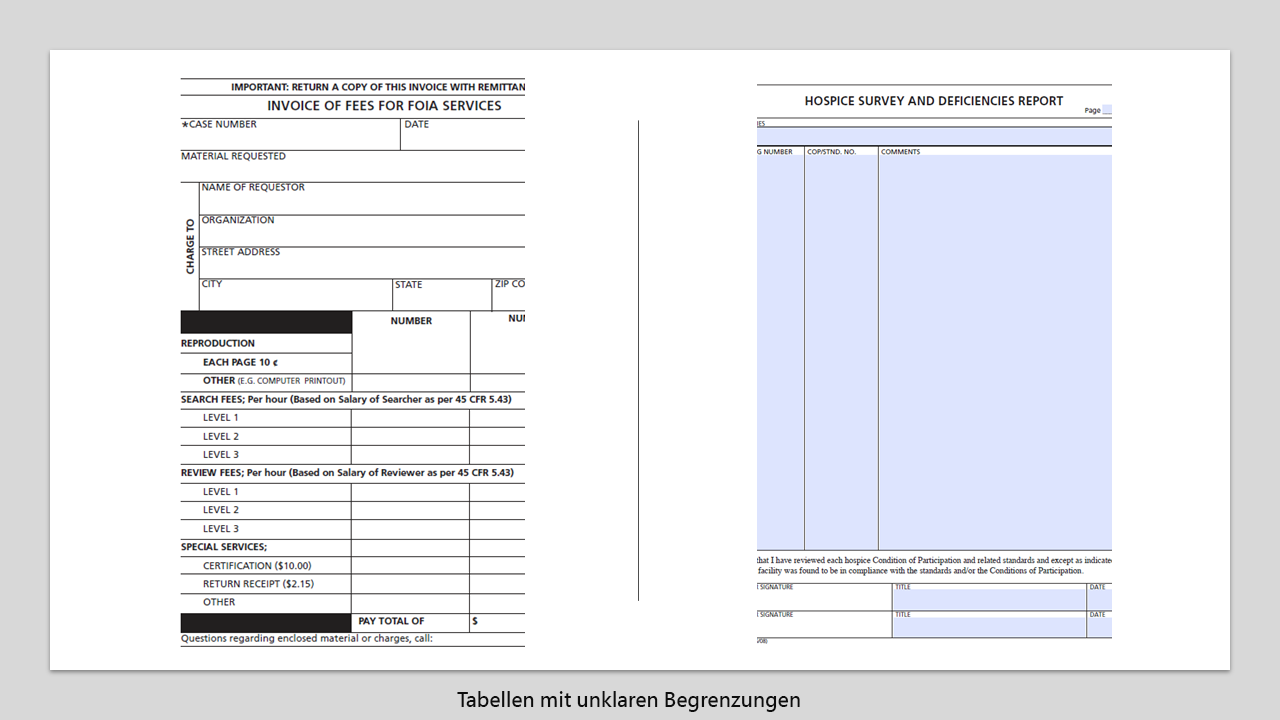 IMPORTANT: RETURN A COPY OF THIS INVOICE WITH REMITTAN
INVOICE OF FEES FOR FOIA SERVICES
*CASE NUMBER DATE
MATERIAL REQUESTED
CHARGE TO
NAME OF REQUESTOR
ORGANIZATION
STREET ADDRESS
CITY STATE ZIP CO
NUMBER NUM
REPRODUCTION
EACH PAGE 10 ¢
OTHER (E.G. COMPUTER PRINTOUT)
SEARCH FEES; Per hour (Based on Salary of Searcher as per 45 CFR 5.43)
LEVEL 1
LEVEL 2
LEVEL 3
REVIEW FEES; Per hour (Based on Salary of Reviewer as per 45 CFR 5.43)
LEVEL 1
LEVEL 2
LEVEL 3
SPECIAL SERVICES;
CERTIFICATION ($10.00)
RETURN RECEIPT ($2.15)
OTHER
PAY TOTAL OF $
Questions regarding enclosed material or charges, call:
HOSPICE SURVEY AND DEFICIENCIES REPORT
Page
G NUMBER COP/STND. NO. COMMENTS
that I have reviewed each hospice Condition of Participation and related standards and except as indicate
facility was found to be in compliance with the standards and/or the Conditions of Participation.
SIGNATURE TITLE DATE
SIGNATURE TITLE DATE
Tabellen mit unklaren Begrenzungen